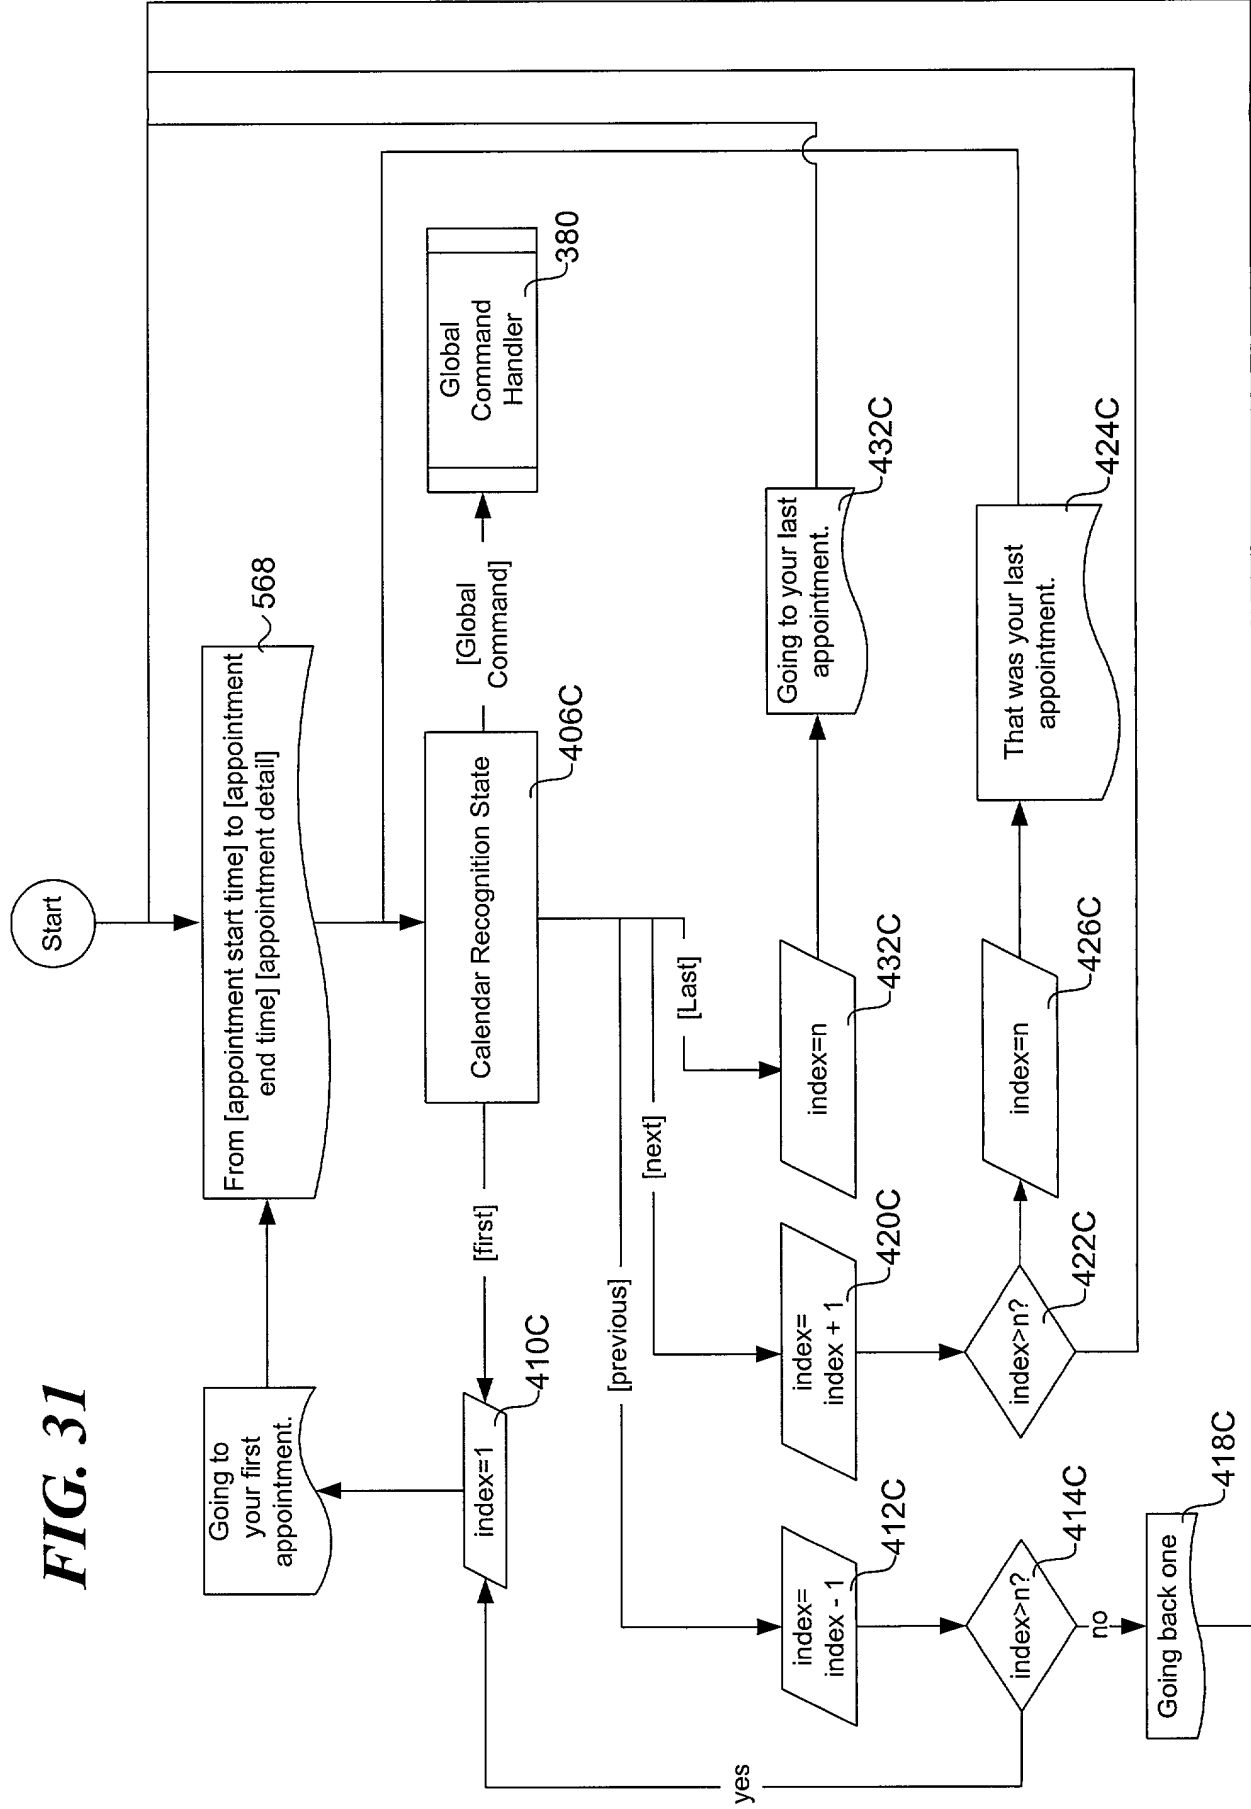 FIG. 31
Start
From [appointment start time] to [appointment
end time] [appointment detail]
568
Going to
your first
appointment.
Calendar Recognition State
406C
[Global
Command]
Global
Command
Handler
380
[first]
index=1
410C
[previous]
[next]
[Last]
index=
index - 1
412C
index=
index + 1
420C
index=n
432C
Going to your last
appointment.
432C
index>n?
414C
yes
no
index>n?
422C
index=n
426C
That was your last
appointment.
424C
Going back one
418C